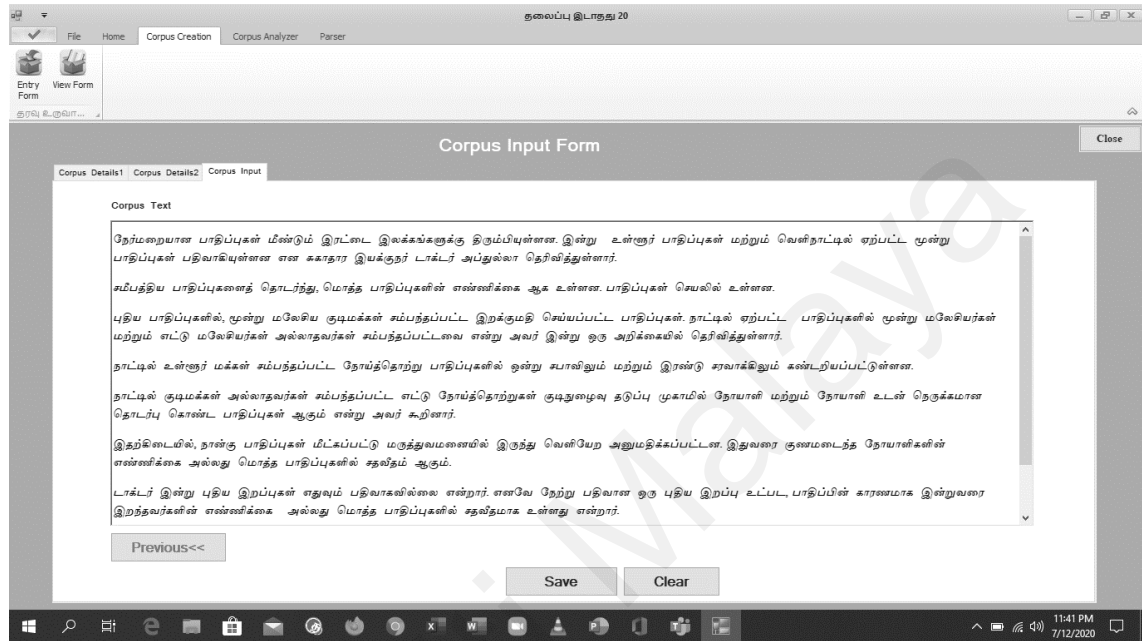 தலைப்பு இடாதது 20
File Home Corpus Creation Corpus Analyzer Parser
Entry Form
View Form
தரவு உருவா...
Corpus Input Form
Close
Corpus Details1 Corpus Details2 Corpus Input
Corpus Text
நேர்மறையான பாதிப்புகள் மீண்டும் இரட்டை இலக்கங்களுக்கு திரும்பியுள்ளன. இன்று உள்ளூர் பாதிப்புகள் மற்றும் வெளிநாட்டில் ஏற்பட்ட மூன்று
பாதிப்புகள் பதிவாகியுள்ளன என சுகாதார இயக்குநர் டாக்டர் அப்துல்லா தெரிவித்துள்ளார்.
சமீபத்திய பாதிப்புகளைத் தொடர்ந்து, மொத்த பாதிப்புகளின் எண்ணிக்கை ஆக உள்ளன. பாதிப்புகள் செயலில் உள்ளன.
புதிய பாதிப்புகளில், மூன்று மலேசிய குடிமக்கள் சம்பந்தப்பட்ட இறக்குமதி செய்யப்பட்ட பாதிப்புகள். நாட்டில் ஏற்பட்ட பாதிப்புகளில் மூன்று மலேசியர்கள்
மற்றும் எட்டு மலேசியர்கள் அல்லாதவர்கள் சம்பந்தப்பட்டவை என்று அவர் இன்று ஒரு அறிக்கையில் தெரிவித்துள்ளார்.
நாட்டில் உள்ளூர் மக்கள் சம்பந்தப்பட்ட நோய்த்தொற்று பாதிப்புகளில் ஒன்று சபாவிலும் மற்றும் இரண்டு சரவாக்கிலும் கண்டறியப்பட்டுள்ளன.
நாட்டில் குடிமக்கள் அல்லாதவர்கள் சம்பந்தப்பட்ட எட்டு நோய்த்தொற்றுகள் குடிநுழைவு தடுப்பு முகாமில் நோயாளி மற்றும் நோயாளி உடன் நெருக்கமான
தொடர்பு கொண்ட பாதிப்புகள் ஆகும் என்று அவர் கூறினார்.
இதற்கிடையில், நான்கு பாதிப்புகள் மீட்கப்பட்டு மருத்துவமனையில் இருந்து வெளியேற அனுமதிக்கப்பட்டன. இதுவரை குணமடைந்த நோயாளிகளின்
எண்ணிக்கை அல்லது மொத்த பாதிப்புகளில் சதவீதம் ஆகும்.
டாக்டர் இன்று புதிய இறப்புகள் எதுவும் பதிவாகவில்லை என்றார். எனவே நேற்று பதிவான ஒரு புதிய இறப்பு உட்பட, பாதிப்பின் காரணமாக இன்றுவரை
இறந்தவர்களின் எண்ணிக்கை அல்லது மொத்த பாதிப்புகளில் சதவீதமாக உள்ளது என்றார்.
Previous<<
Save Clear
Malaya
11:41 PM
7/12/2020